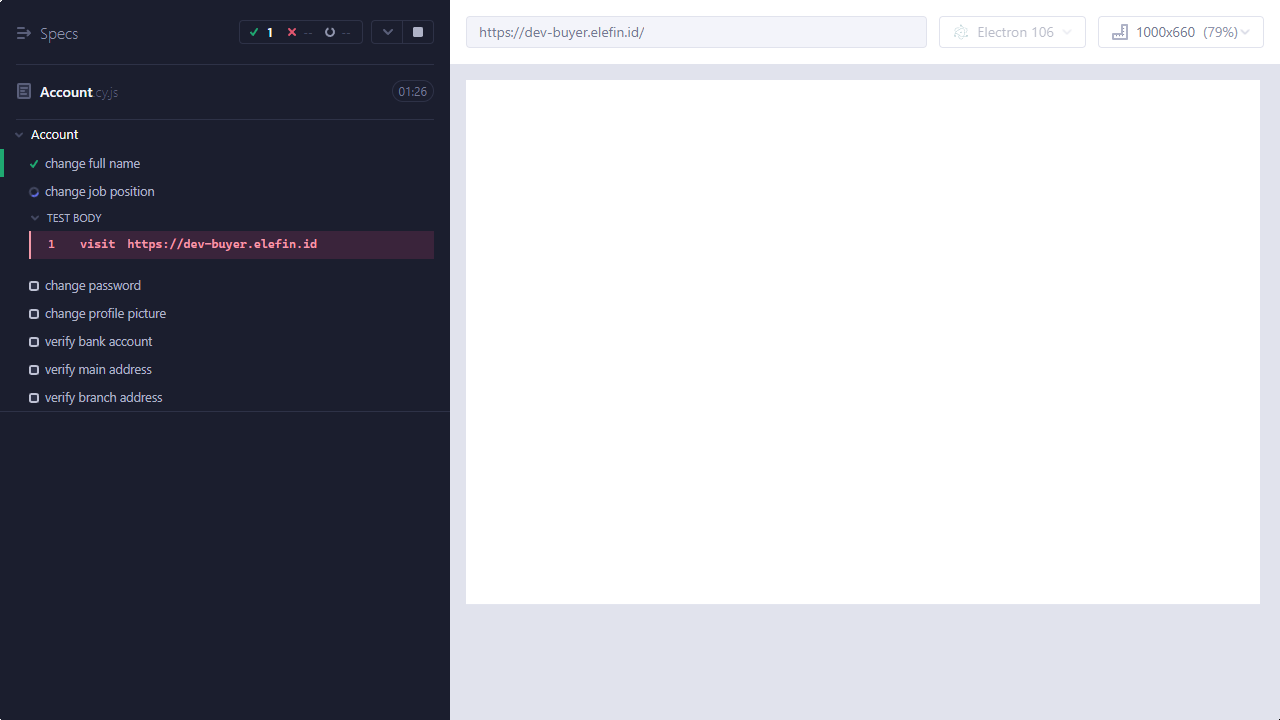 Specs
1 -- --
https://dev-buyer.elefin.id/
Electron 106
1000x660 (79%)
Account cy.js
01:26
Account
change full name
change job position
TEST BODY
1 visit https://dev-buyer.elefin.id
change password
change profile picture
verify bank account
verify main address
verify branch address